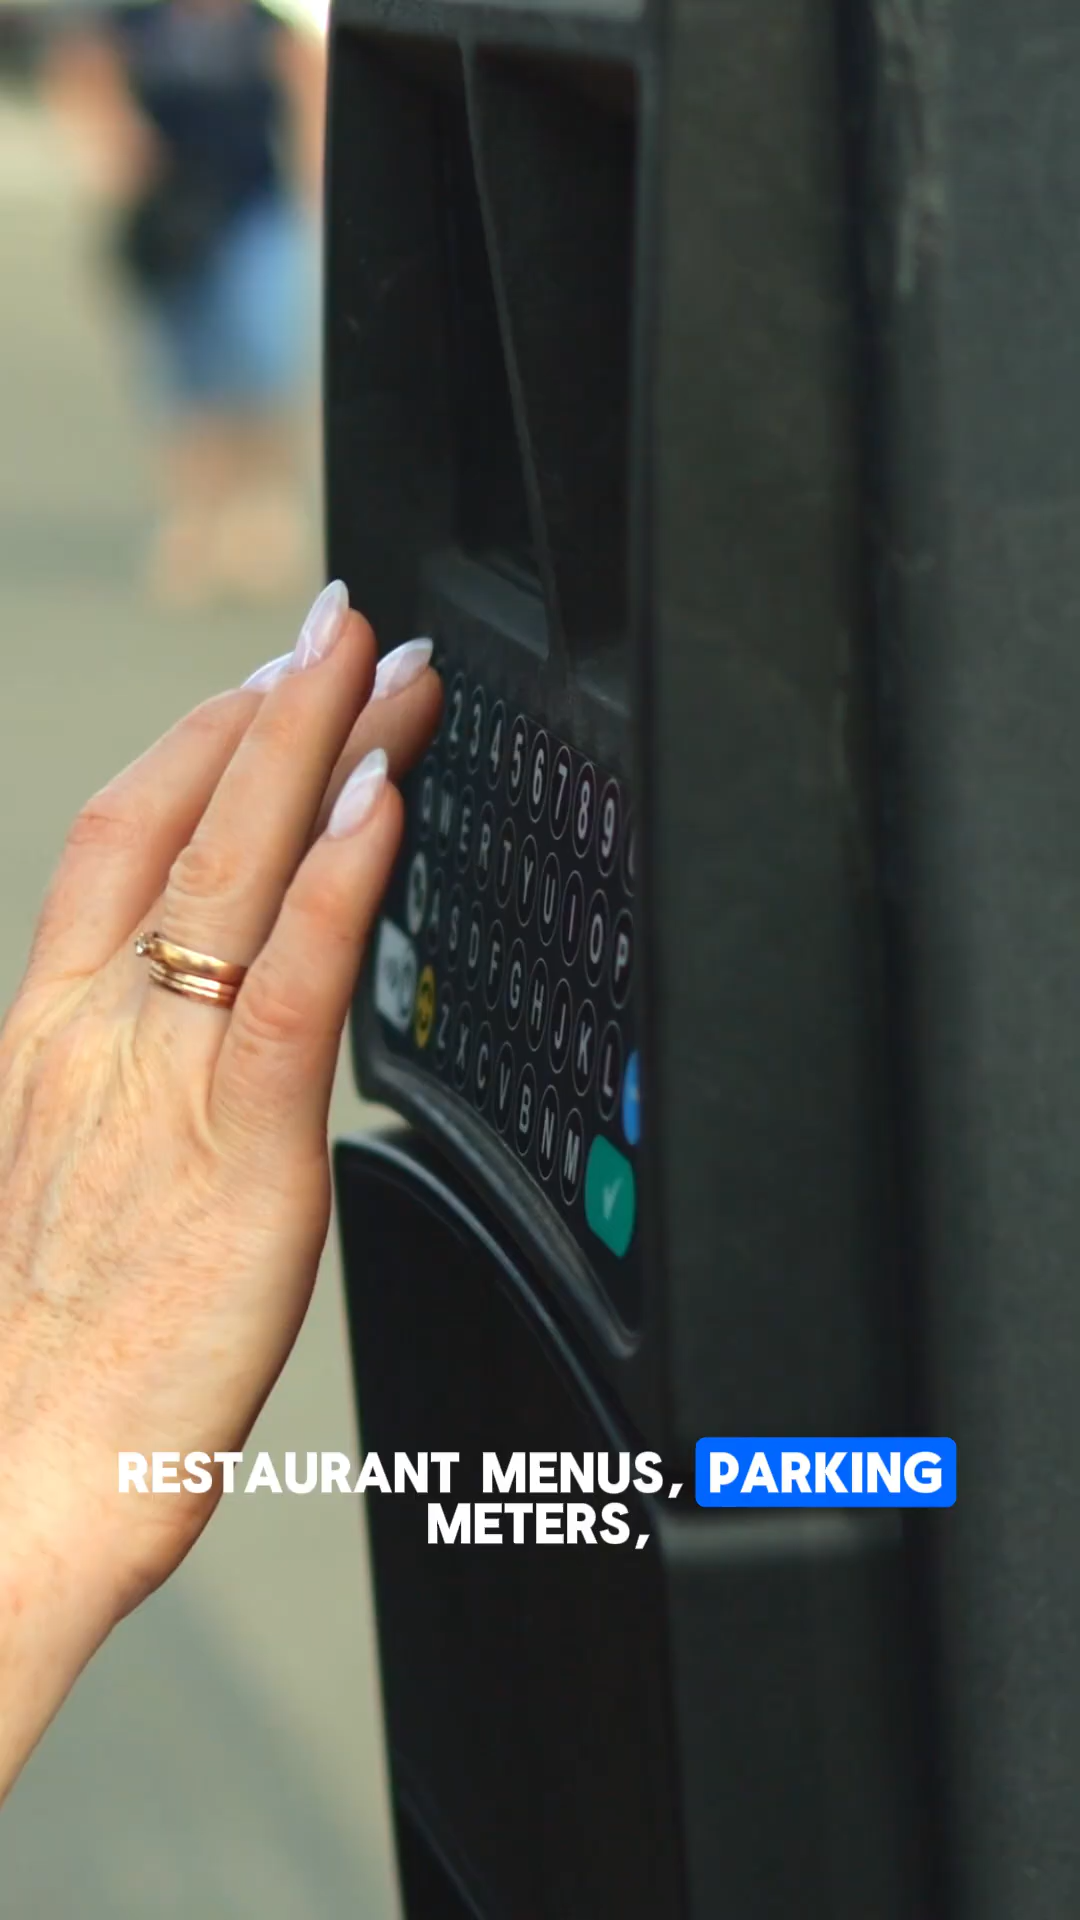 2 3 4 5 6 7 8 9
Q W E R T Y U I O P
A S D F G H J K L
Z X C V B N M
RESTAURANT MENUS, PARKING
METERS,